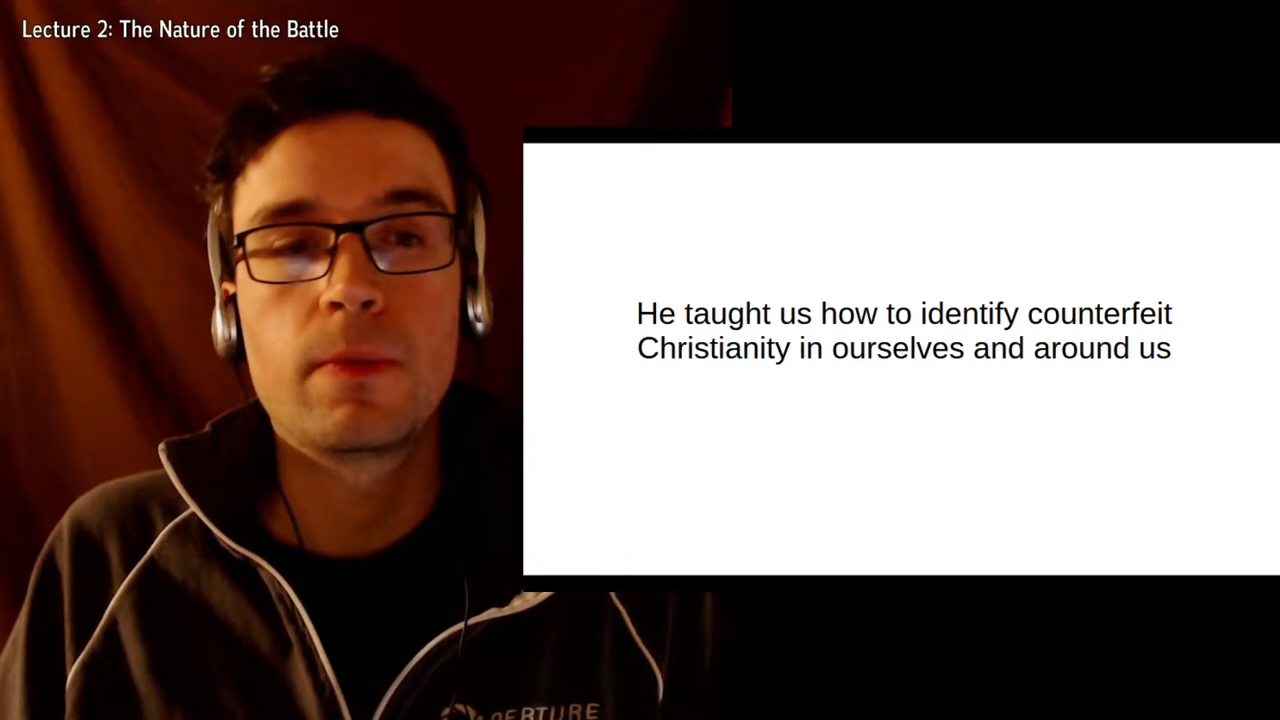 Lecture 2: The Nature of the Battle
He taught us how to identify counterfeit
Christianity in ourselves and around us
APERTURE